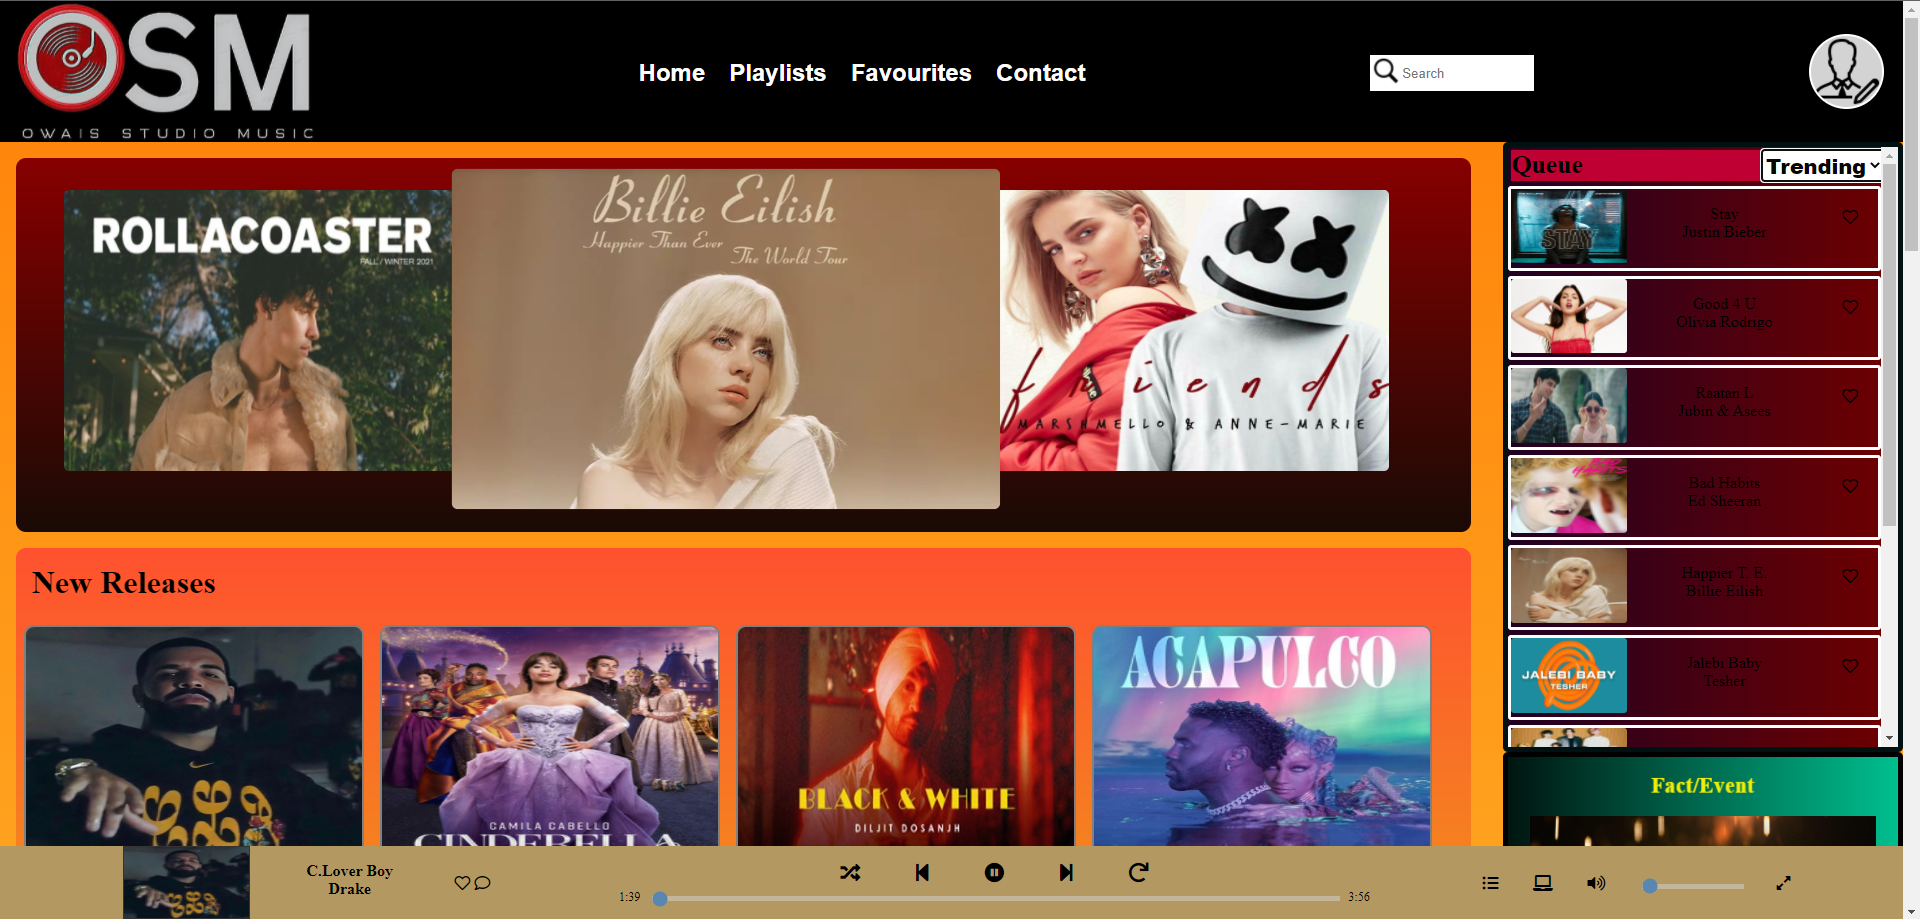 OSM
OWAIS STUDIO MUSIC
Home Playlists Favourites Contact
Search
ROLLACOASTER
FALL / WINTER 2021
Billie Eilish
Happier Than Ever
The World Tour
friends
MARSHMELLO & ANNE-MARIE
Queue
Trending
STAY
Stay
Justin Bieber
Good 4 U
Olivia Rodrigo
Raatan L
Jubin & Asees
BAD HABITS
Bad Habits
Ed Sheeran
Happier T. E.
Billie Eilish
JALEBI BABY
TESHER
Jalebi Baby
Tesher
New Releases
CAMILA CABELLO
CINDERELLA
BLACK & WHITE
DILJIT DOSANJH
ACAPULCO
Fact/Event
C.Lover Boy
Drake
1:39
3:56